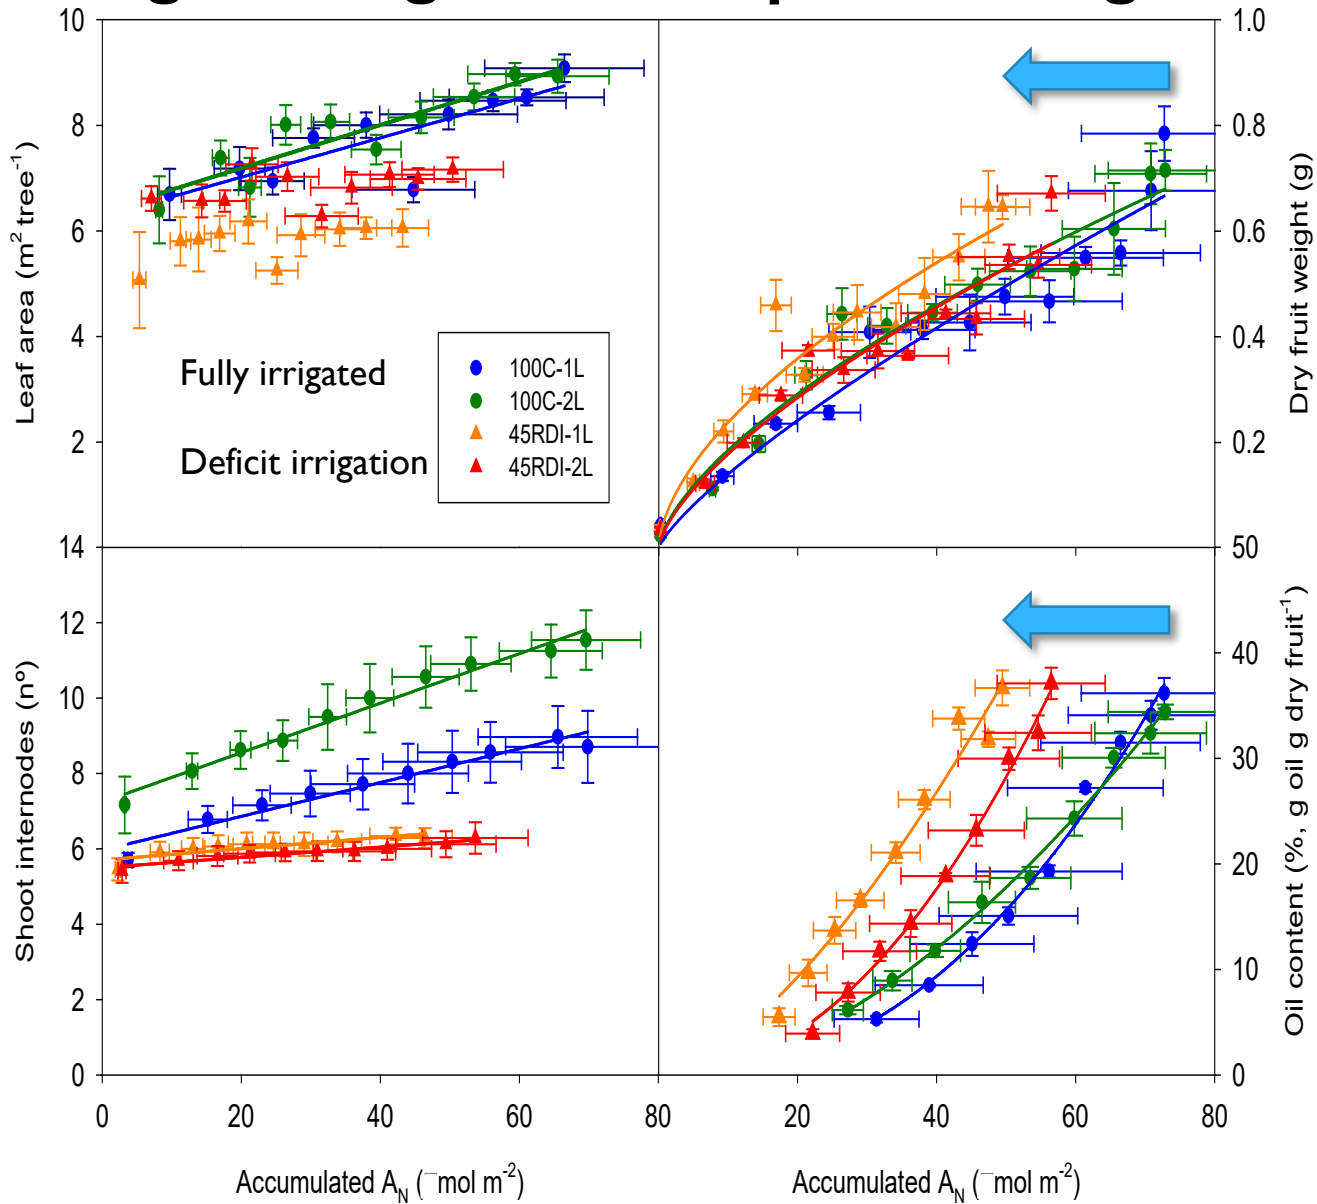 10
8
6
4
2
14
12
10
8
6
4
2
0
Leaf area (m² tree⁻¹)
Shoot internodes (nº)
Fully irrigated
Deficit irrigation
100C-1L
100C-2L
45RDI-1L
45RDI-2L
1.0
0.8
0.6
0.4
0.2
50
40
30
20
10
0
Dry fruit weight (g)
Oil content (%, g oil g dry fruit⁻¹)
0 20 40 60 80 20 40 60 80
Accumulated A_N (¯mol m⁻²) Accumulated A_N (¯mol m⁻²)